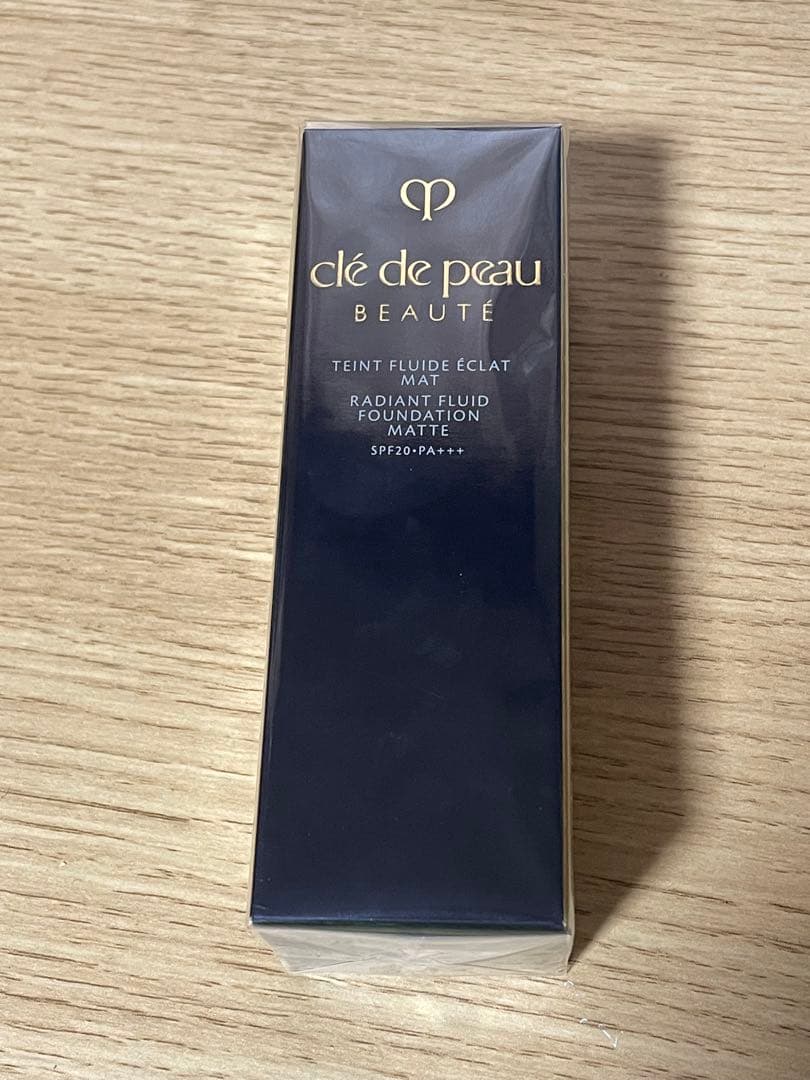 clé de peau
BEAUTÉ
TEINT FLUIDE ÉCLAT
MAT
RADIANT FLUID
FOUNDATION
MATTE
SPF20•PA+++